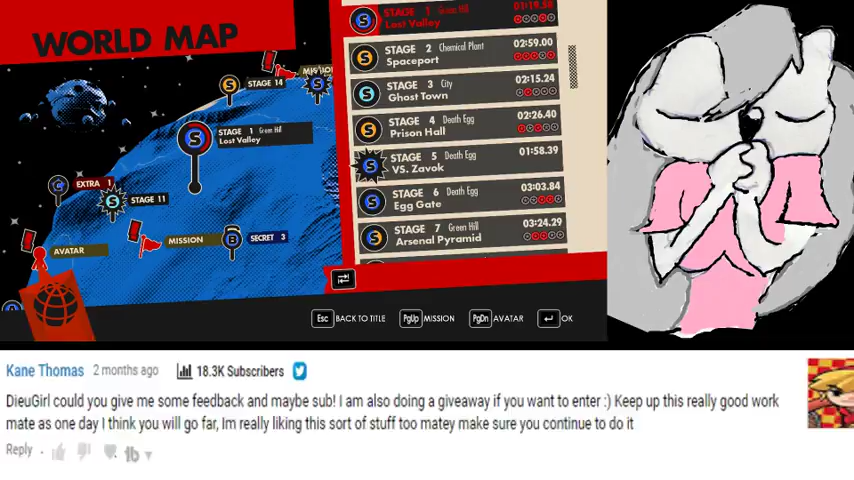 WORLD MAP
STAGE 14
MISSION
STAGE 1 Green Hill
Lost Valley
EXTRA 1
STAGE 11
AVATAR
MISSION
SECRET 3
STAGE 1 Green Hill 01:19.58
Lost Valley
STAGE 2 Chemical Plant 02:59.00
Spaceport
STAGE 3 City 02:15.24
Ghost Town
STAGE 4 Death Egg 02:26.40
Prison Hall
STAGE 5 Death Egg 01:58.39
VS. Zavok
STAGE 6 Death Egg 03:03.84
Egg Gate
STAGE 7 Green Hill 03:24.29
Arsenal Pyramid
Esc BACK TO TITLE PgUp MISSION PgDn AVATAR OK
Kane Thomas 2 months ago 18.3K Subscribers
DieuGirl could you give me some feedback and maybe sub! I am also doing a giveaway if you want to enter :) Keep up this really good work
mate as one day I think you will go far, Im really liking this sort of stuff too matey make sure you continue to do it
Reply